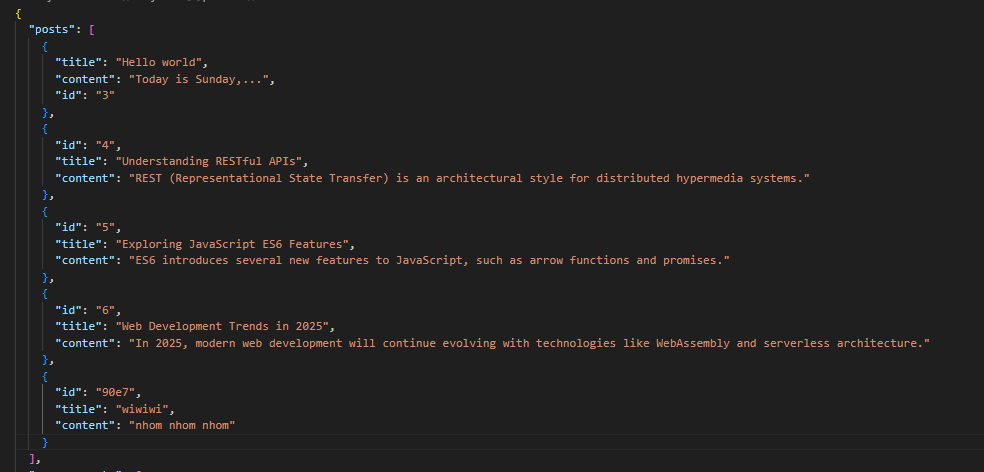 {
"posts": [
{
"title": "Hello world",
"content": "Today is Sunday,...",
"id": "3"
},
{
"id": "4",
"title": "Understanding RESTful APIs",
"content": "REST (Representational State Transfer) is an architectural style for distributed hypermedia systems."
},
{
"id": "5",
"title": "Exploring JavaScript ES6 Features",
"content": "ES6 introduces several new features to JavaScript, such as arrow functions and promises."
},
{
"id": "6",
"title": "Web Development Trends in 2025",
"content": "In 2025, modern web development will continue evolving with technologies like WebAssembly and serverless architecture."
},
{
"id": "90e7",
"title": "wiwiwi",
"content": "nhom nhom nhom"
}
],